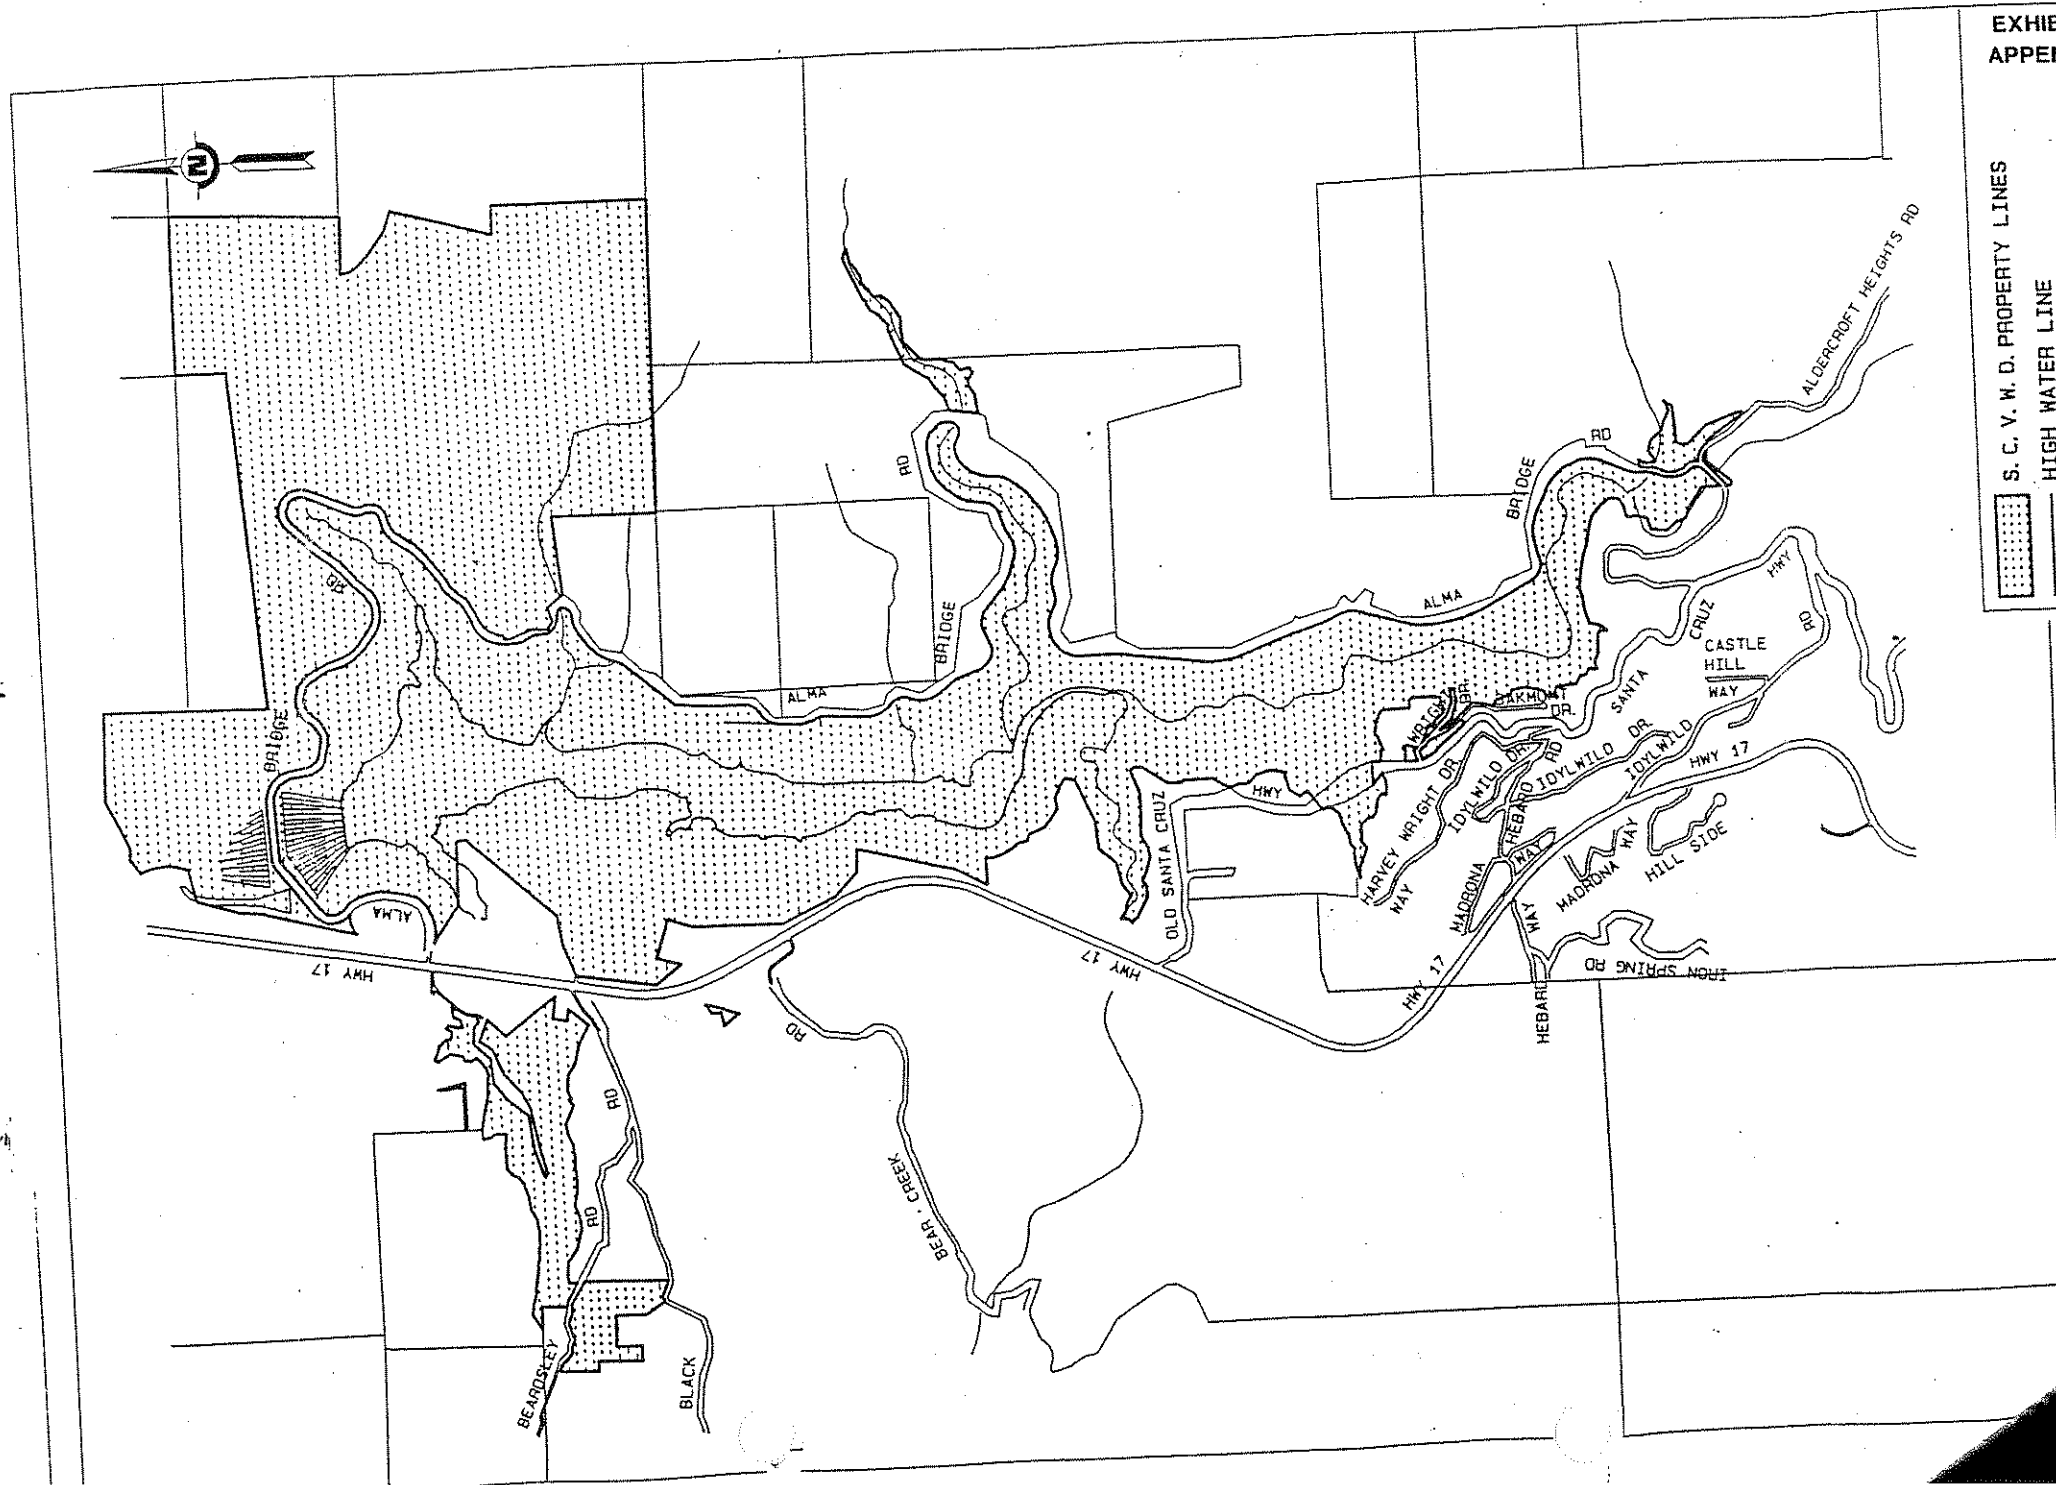 EXHIB
APPEN
S. C. V. W. D. PROPERTY LINES
HIGH WATER LINE
N
ALDERCROFT HEIGHTS RD
RD
BRIDGE
RD
RD
BRIDGE
ALMA
BRIDGE
ALMA
HWY
CRUZ
SANTA
RD
CASTLE
HILL
WAY
BRIDGE
WRIGHT
DR.
OAKMONT
DR.
IDYLWILD DR.
IDYLWILD
HWY 17
HWY
OLD SANTA CRUZ
HARVEY WRIGHT DR.
WAY
IDYLWILD DR.
HEBARD
RD
MADRONA
WAY
MADRONA WAY
HILL SIDE
ALMA
HWY 17
HWY 17
HWY 17
WAY
HEBARD
IRON SPRING RD
RD
RD
RD
BEAR CREEK
BEARDSLEY
BLACK